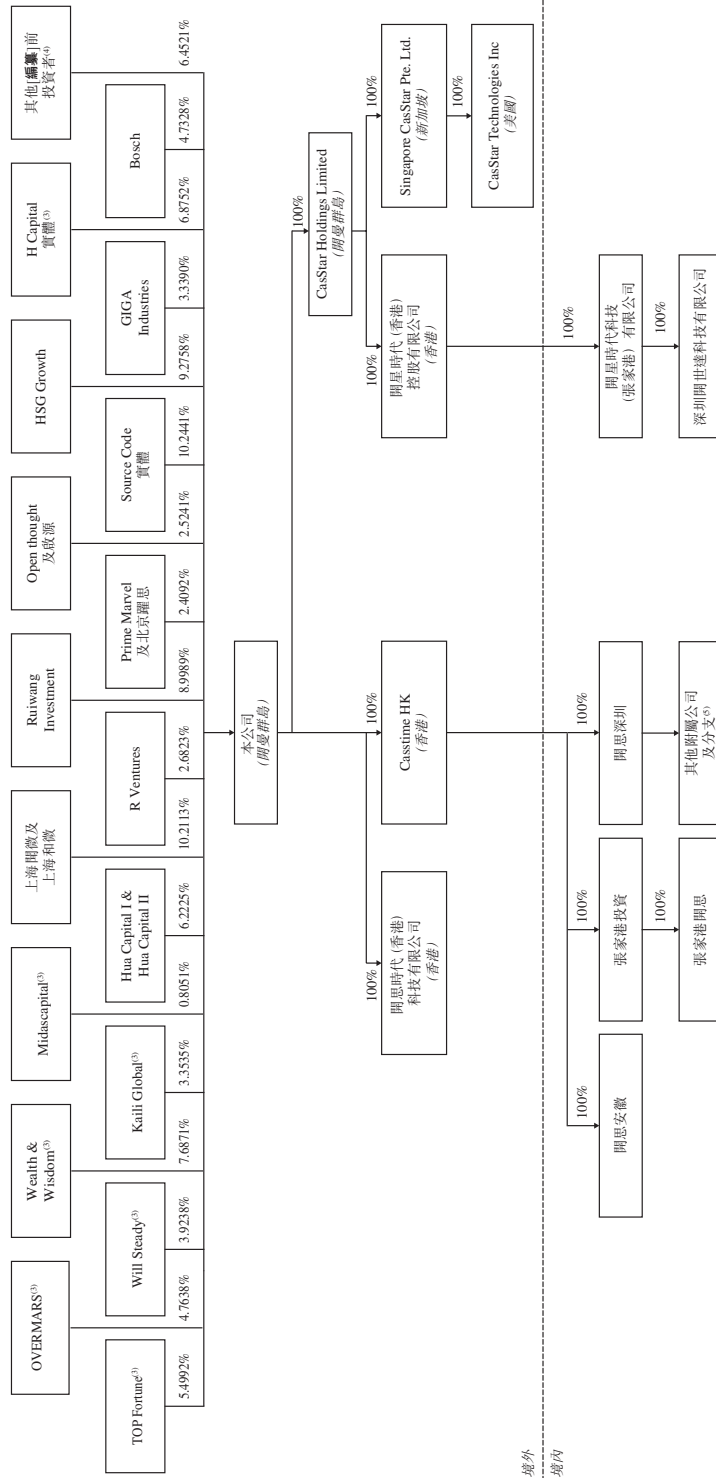 OVERMARS(3)
Wealth &
Wisdom(3)
Midascapital(3)
上海開微及
上海和微
Ruiwang
Investment
Open thought
及啟源
HSG Growth
H Capital
實體(3)
其他[編纂]前
投資者(4)
TOP Fortune(3)
Will Steady(3)
Kaili Global(3)
Hua Capital I &
Hua Capital II
R Ventures
Prime Marvel
及北京躍思
Source Code
實體
GIGA
Industries
Bosch
5.4992%
4.7638%
3.9238%
7.6871%
3.3535%
0.8051%
6.2225%
10.2113%
2.6823%
8.9989%
2.4092%
2.5241%
10.2441%
9.2758%
3.3390%
6.8752%
4.7328%
6.4521%
本公司
(開曼群島)
100%
CasStar Holdings Limited
(開曼群島)
100%
開思時代 (香港)
科技有限公司
(香港)
100%
Casstime HK
(香港)
100%
開星時代 (香港)
控股有限公司
(香港)
100%
Singapore CasStar Pte. Ltd.
(新加坡)
100%
CasStar Technologies Inc
(美國)
境外
境內
100%
開思安徽
100%
張家港投資
100%
開思深圳
100%
開星時代科技
(張家港) 有限公司
100%
張家港開思
其他附屬公司
及分支(5)
100%
深圳開世達科技有限公司